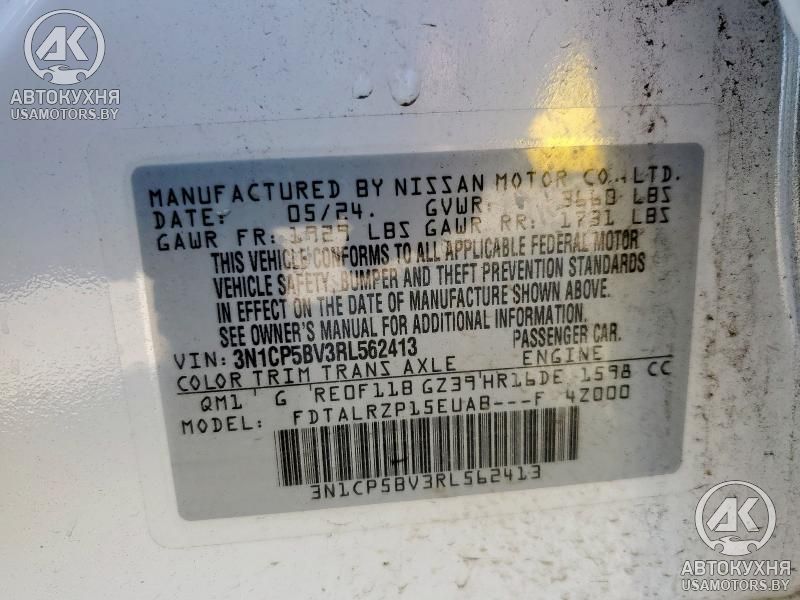 АК
АВТОКУХНЯ
USAMOTORS.BY
MANUFACTURED BY NISSAN MOTOR CO.,LTD.
DATE: 05/24. GVWR: 3660 LBS
GAWR FR: 1929 LBS GAWR RR: 1731 LBS
THIS VEHICLE CONFORMS TO ALL APPLICABLE FEDERAL MOTOR
VEHICLE SAFETY, BUMPER AND THEFT PREVENTION STANDARDS
IN EFFECT ON THE DATE OF MANUFACTURE SHOWN ABOVE.
SEE OWNER'S MANUAL FOR ADDITIONAL INFORMATION.
VIN: 3N1CP5BV3RL562413 PASSENGER CAR.
COLOR TRIM TRANS AXLE ENGINE
QM1 G RE0F11B GZ39 HR16DE 1598 CC
MODEL: FDTALRZP15EUAB---F 4Z000
3N1CP5BV3RL562413
АК
АВТОКУХНЯ
USAMOTORS.BY